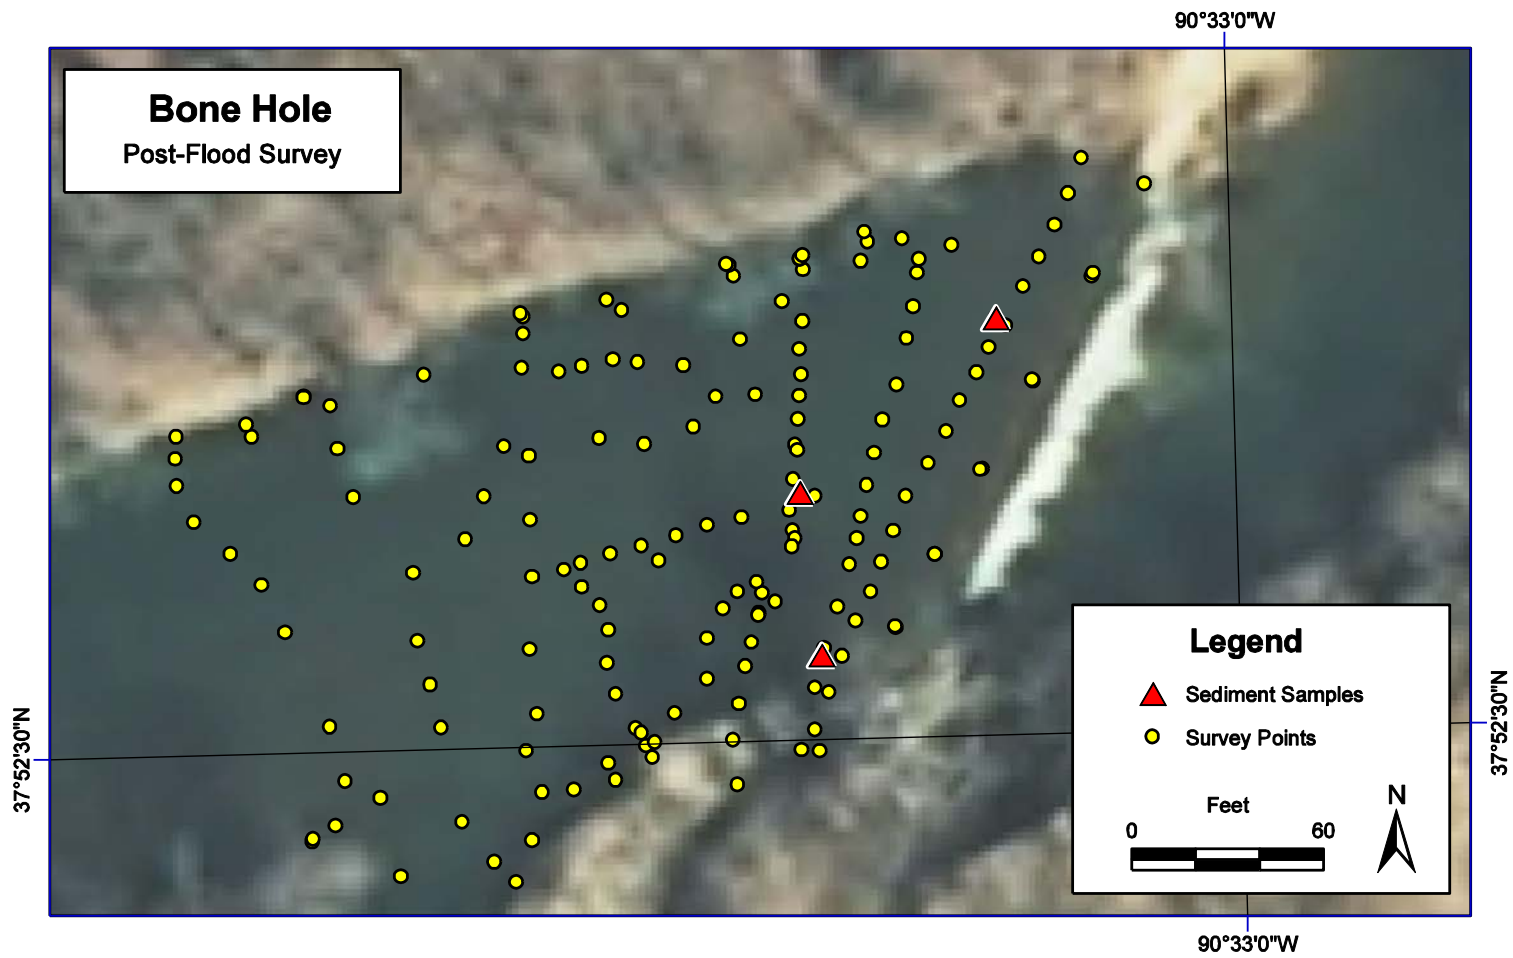 90°33'0"W
Bone Hole
Post-Flood Survey
37°52'30"N
37°52'30"N
Legend
Sediment Samples
Survey Points
Feet
0 60
N
90°33'0"W